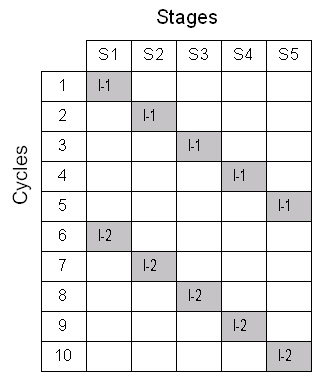 Stages
S1 S2 S3 S4 S5
Cycles
1 I-1
2 I-1
3 I-1
4 I-1
5 I-1
6 I-2
7 I-2
8 I-2
9 I-2
10 I-2